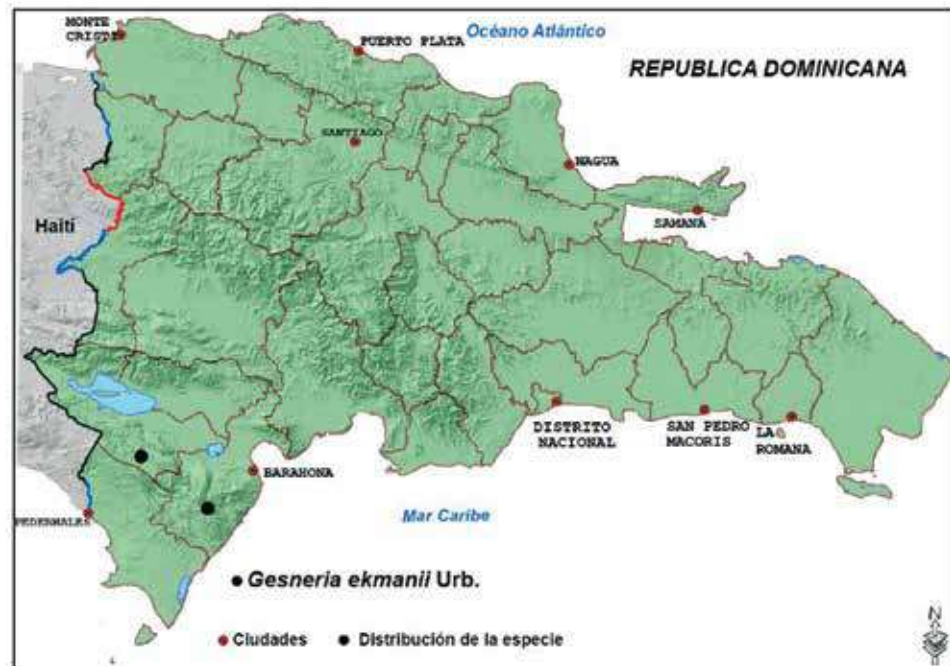 MONTE
CRISTI
PUERTO PLATA
Océano Atlántico
REPUBLICA DOMINICANA
SANTIAGO
NAGUA
SAMANÁ
Haití
DISTRITO
NACIONAL
SAN PEDRO
MACORIS
LA
ROMANA
BARAHONA
PEDERNALES
Mar Caribe
Gesneria ekmanii Urb.
Ciudades
Distribución de la especie
N